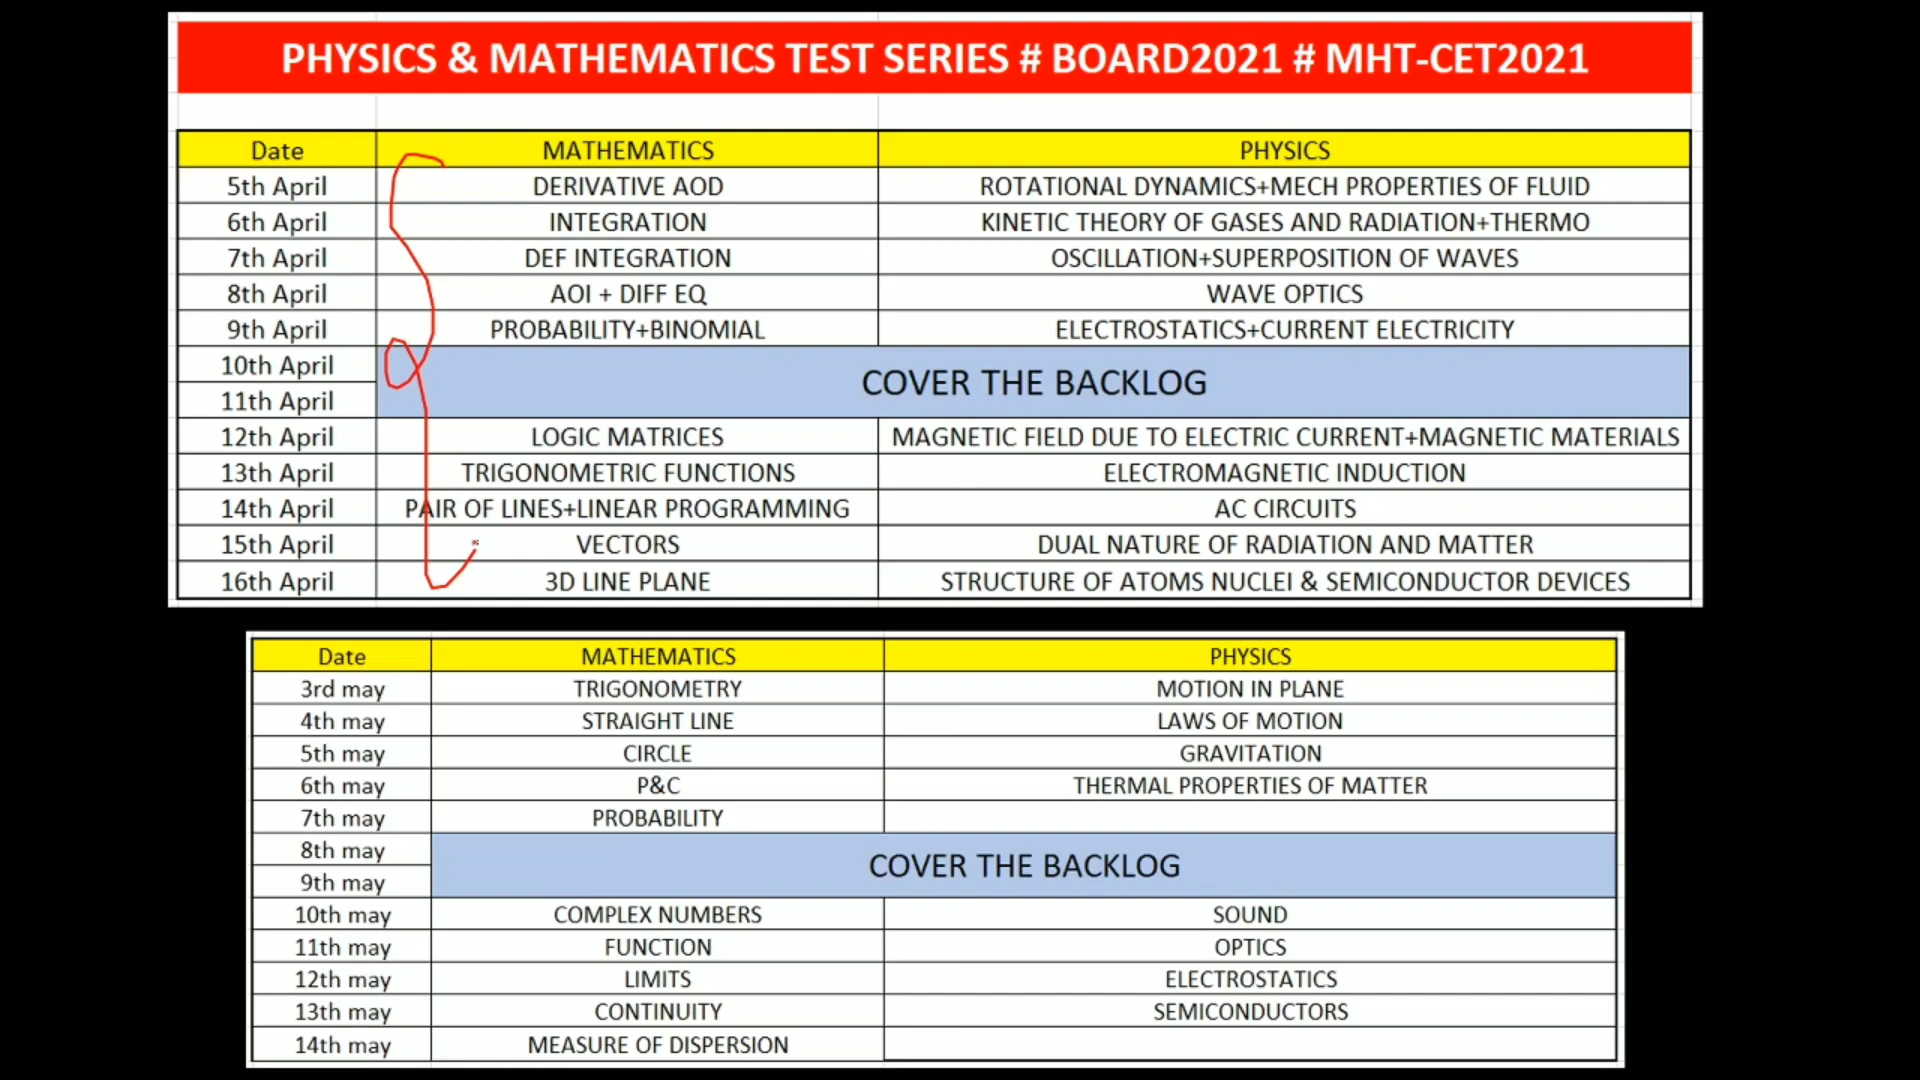 PHYSICS & MATHEMATICS TEST SERIES # BOARD2021 # MHT-CET2021
Date MATHEMATICS PHYSICS
5th April DERIVATIVE AOD ROTATIONAL DYNAMICS+MECH PROPERTIES OF FLUID
6th April INTEGRATION KINETIC THEORY OF GASES AND RADIATION+THERMO
7th April DEF INTEGRATION OSCILLATION+SUPERPOSITION OF WAVES
8th April AOI + DIFF EQ WAVE OPTICS
9th April PROBABILITY+BINOMIAL ELECTROSTATICS+CURRENT ELECTRICITY
10th April
COVER THE BACKLOG
11th April
12th April LOGIC MATRICES MAGNETIC FIELD DUE TO ELECTRIC CURRENT+MAGNETIC MATERIALS
13th April TRIGONOMETRIC FUNCTIONS ELECTROMAGNETIC INDUCTION
14th April PAIR OF LINES+LINEAR PROGRAMMING AC CIRCUITS
15th April VECTORS DUAL NATURE OF RADIATION AND MATTER
16th April 3D LINE PLANE STRUCTURE OF ATOMS NUCLEI & SEMICONDUCTOR DEVICES
Date MATHEMATICS PHYSICS
3rd may TRIGONOMETRY MOTION IN PLANE
4th may STRAIGHT LINE LAWS OF MOTION
5th may CIRCLE GRAVITATION
6th may P&C THERMAL PROPERTIES OF MATTER
7th may PROBABILITY
8th may
COVER THE BACKLOG
9th may
10th may COMPLEX NUMBERS SOUND
11th may FUNCTION OPTICS
12th may LIMITS ELECTROSTATICS
13th may CONTINUITY SEMICONDUCTORS
14th may MEASURE OF DISPERSION